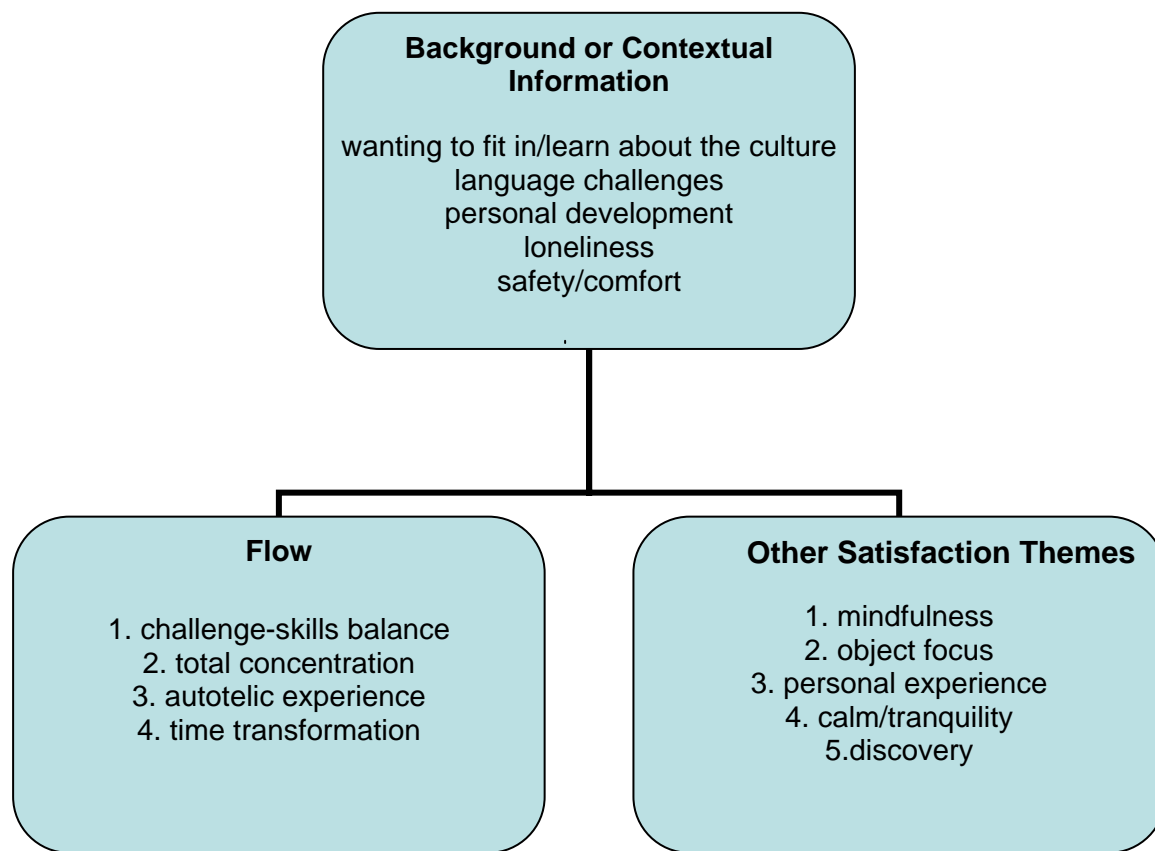 Background or Contextual
Information
wanting to fit in/learn about the culture
language challenges
personal development
loneliness
safety/comfort
Flow
1. challenge-skills balance
2. total concentration
3. autotelic experience
4. time transformation
Other Satisfaction Themes
1. mindfulness
2. object focus
3. personal experience
4. calm/tranquility
5.discovery